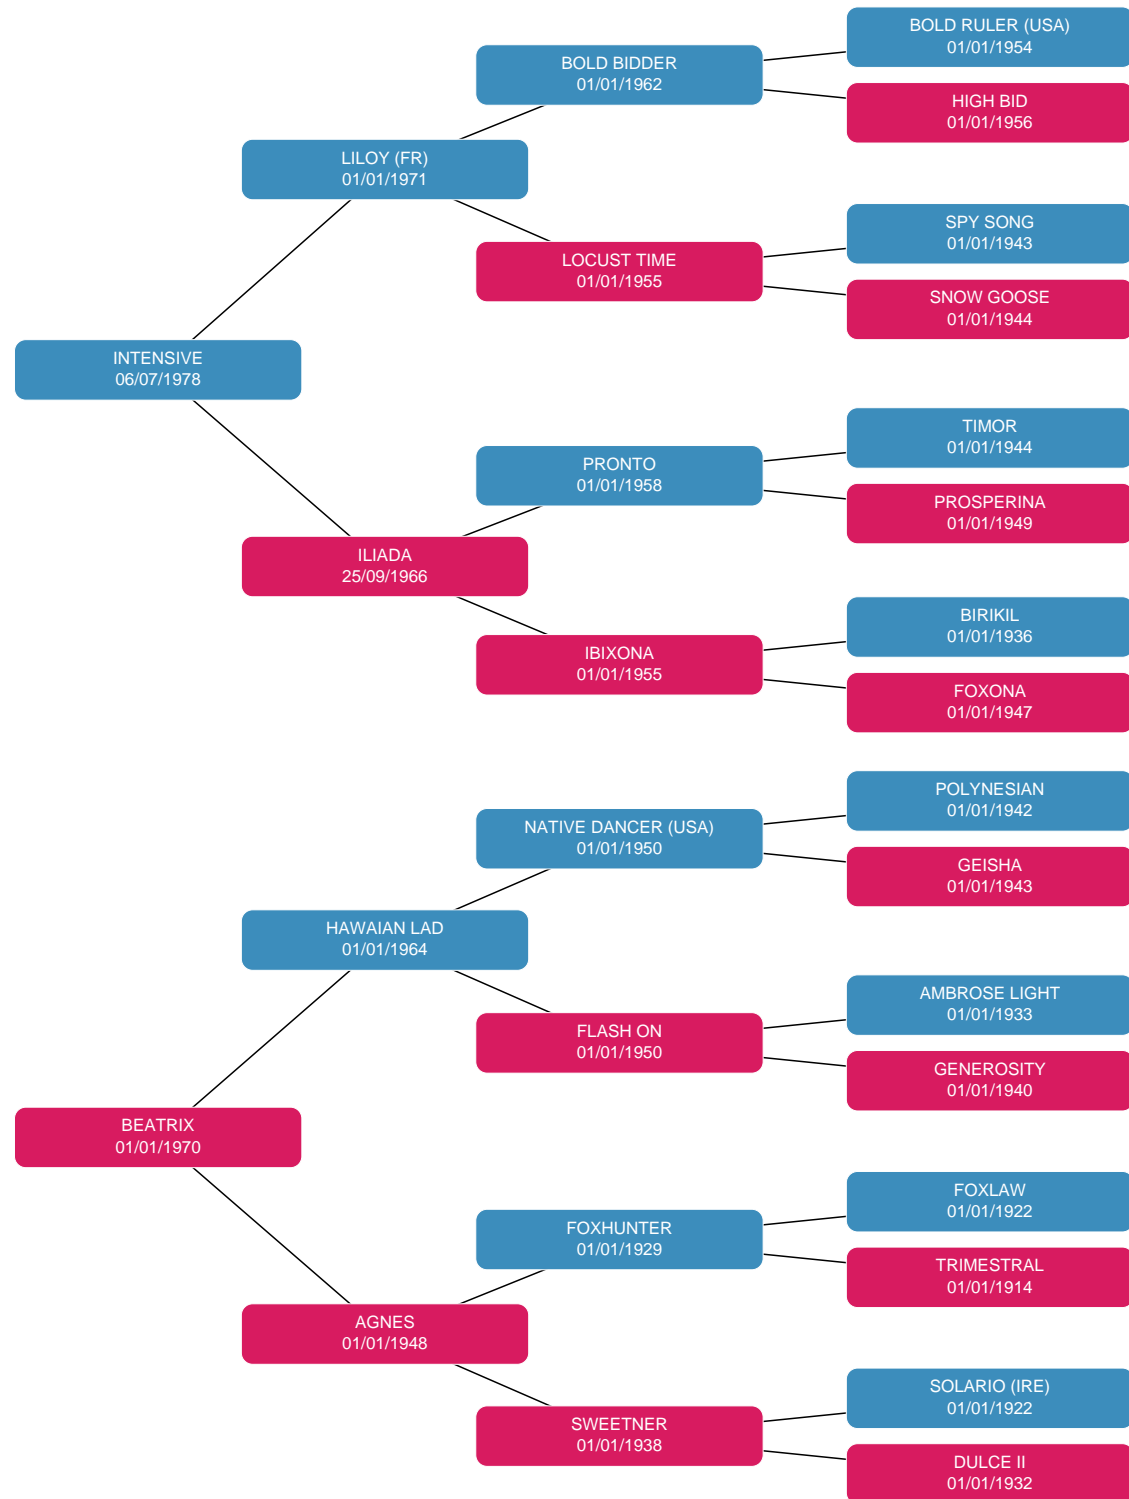 BOLD RULER (USA)
01/01/1954
BOLD BIDDER
01/01/1962
HIGH BID
01/01/1956
LILOY (FR)
01/01/1971
SPY SONG
01/01/1943
LOCUST TIME
01/01/1955
SNOW GOOSE
01/01/1944
INTENSIVE
06/07/1978
TIMOR
01/01/1944
PRONTO
01/01/1958
PROSPERINA
01/01/1949
ILIADA
25/09/1966
BIRIKIL
01/01/1936
IBIXONA
01/01/1955
FOXONA
01/01/1947
POLYNESIAN
01/01/1942
NATIVE DANCER (USA)
01/01/1950
GEISHA
01/01/1943
HAWAIAN LAD
01/01/1964
AMBROSE LIGHT
01/01/1933
FLASH ON
01/01/1950
GENEROSITY
01/01/1940
BEATRIX
01/01/1970
FOXLAW
01/01/1922
FOXHUNTER
01/01/1929
TRIMESTRAL
01/01/1914
AGNES
01/01/1948
SOLARIO (IRE)
01/01/1922
SWEETNER
01/01/1938
DULCE II
01/01/1932